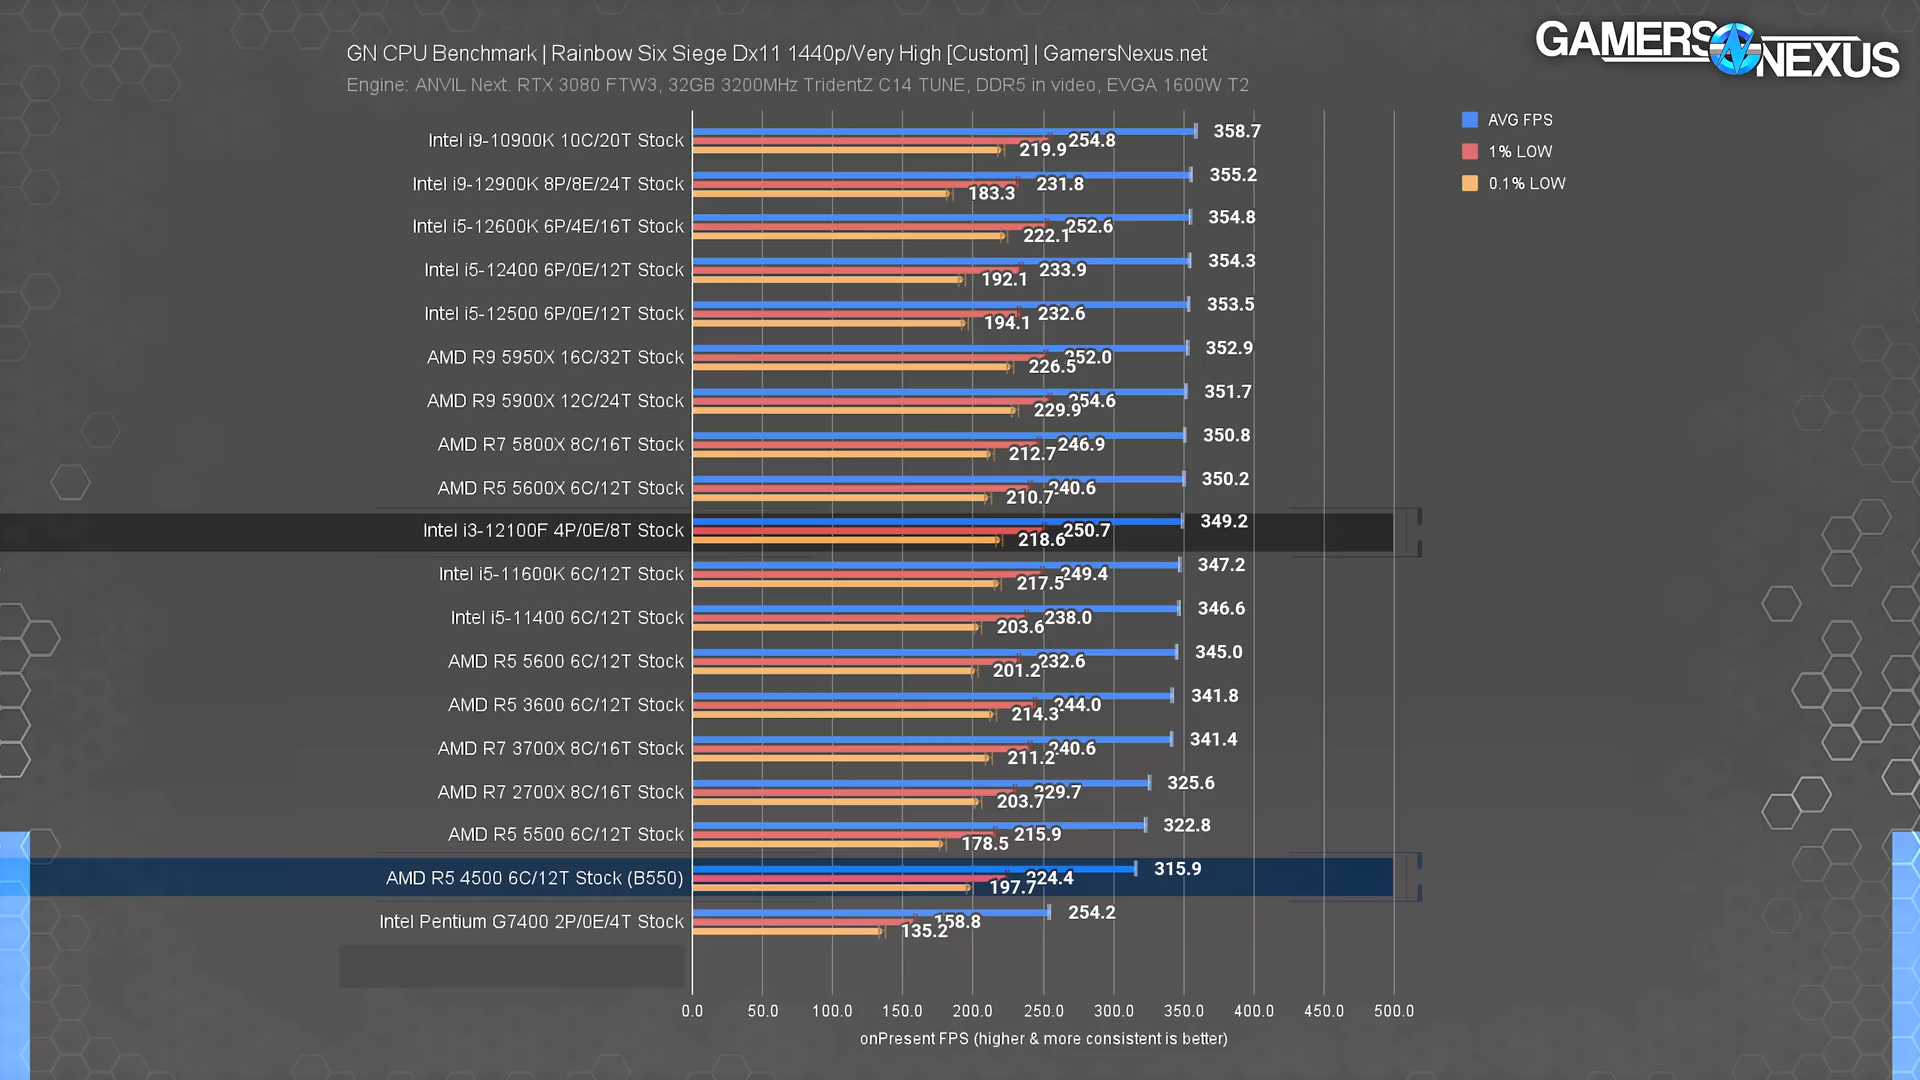 GAMERS NEXUS
GN CPU Benchmark | Rainbow Six Siege Dx11 1440p/Very High [Custom] | GamersNexus.net
Engine: ANVIL Next. RTX 3080 FTW3, 32GB 3200MHz TridentZ C14 TUNE, DDR5 in video, EVGA 1600W T2
AVG FPS
1% LOW
0.1% LOW
Intel i9-10900K 10C/20T Stock 358.7 254.8 219.9
Intel i9-12900K 8P/8E/24T Stock 355.2 231.8 183.3
Intel i5-12600K 6P/4E/16T Stock 354.8 252.6 222.1
Intel i5-12400 6P/0E/12T Stock 354.3 233.9 192.1
Intel i5-12500 6P/0E/12T Stock 353.5 232.6 194.1
AMD R9 5950X 16C/32T Stock 352.9 252.0 226.5
AMD R9 5900X 12C/24T Stock 351.7 254.6 229.9
AMD R7 5800X 8C/16T Stock 350.8 246.9 212.7
AMD R5 5600X 6C/12T Stock 350.2 240.6 210.7
Intel i3-12100F 4P/0E/8T Stock 349.2 250.7 218.6
Intel i5-11600K 6C/12T Stock 347.2 249.4 217.5
Intel i5-11400 6C/12T Stock 346.6 238.0 203.6
AMD R5 5600 6C/12T Stock 345.0 232.6 201.2
AMD R5 3600 6C/12T Stock 341.8 244.0 214.3
AMD R7 3700X 8C/16T Stock 341.4 240.6 211.2
AMD R7 2700X 8C/16T Stock 325.6 229.7 203.7
AMD R5 5500 6C/12T Stock 322.8 215.9 178.5
AMD R5 4500 6C/12T Stock (B550) 315.9 224.4 197.7
Intel Pentium G7400 2P/0E/4T Stock 254.2 158.8 135.2
0.0 50.0 100.0 150.0 200.0 250.0 300.0 350.0 400.0 450.0 500.0
onPresent FPS (higher & more consistent is better)